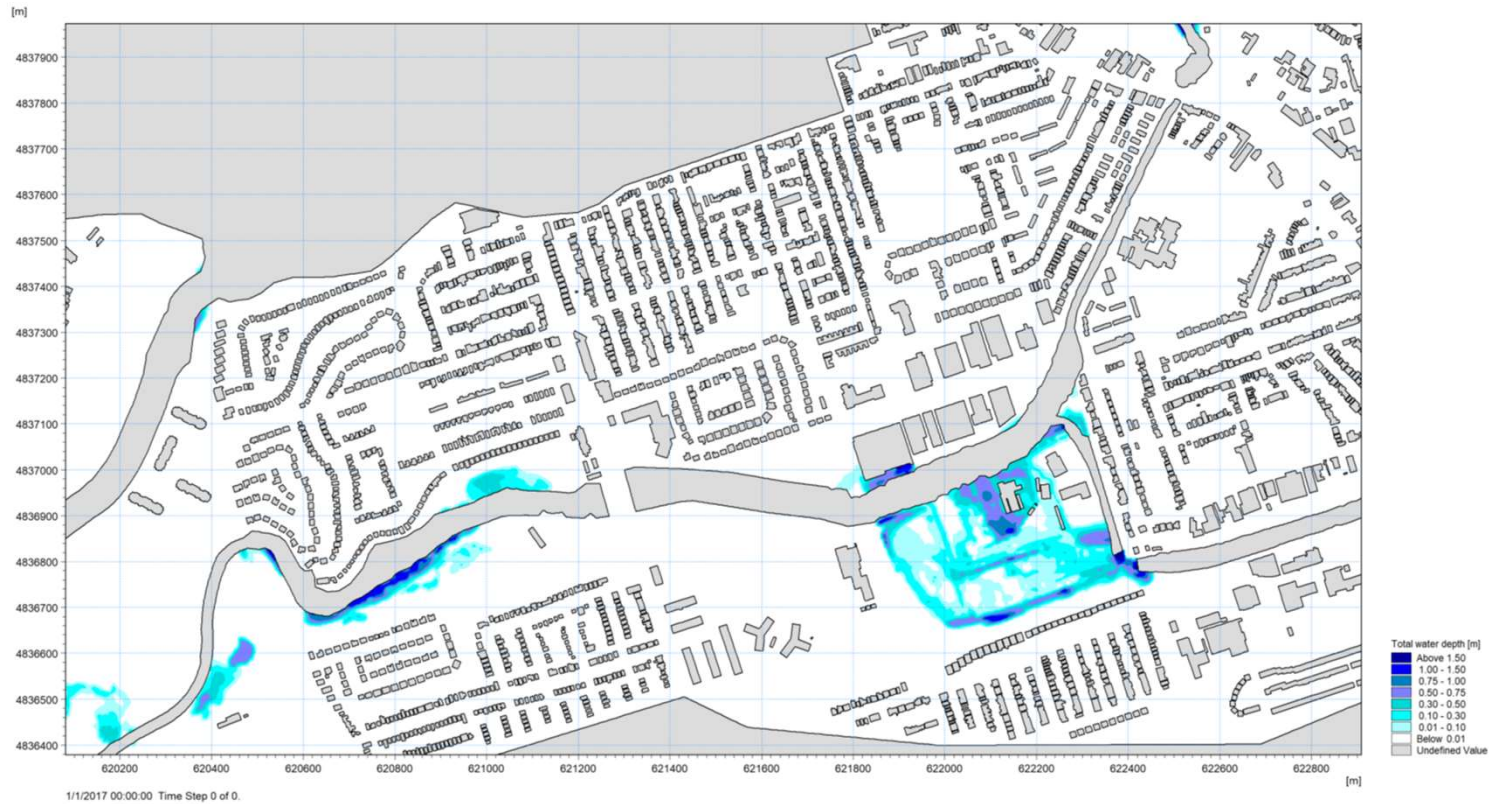 [m]
4837900
4837800
4837700
4837600
4837500
4837400
4837300
4837200
4837100
4837000
4836900
4836800
4836700
4836600
4836500
4836400
620200 620400 620600 620800 621000 621200 621400 621600 621800 622000 622200 622400 622600 622800
[m]
Total water depth [m]
Above 1.50
1.00 - 1.50
0.75 - 1.00
0.50 - 0.75
0.30 - 0.50
0.10 - 0.30
0.01 - 0.10
Below 0.01
Undefined Value
1/1/2017 00:00:00 Time Step 0 of 0.